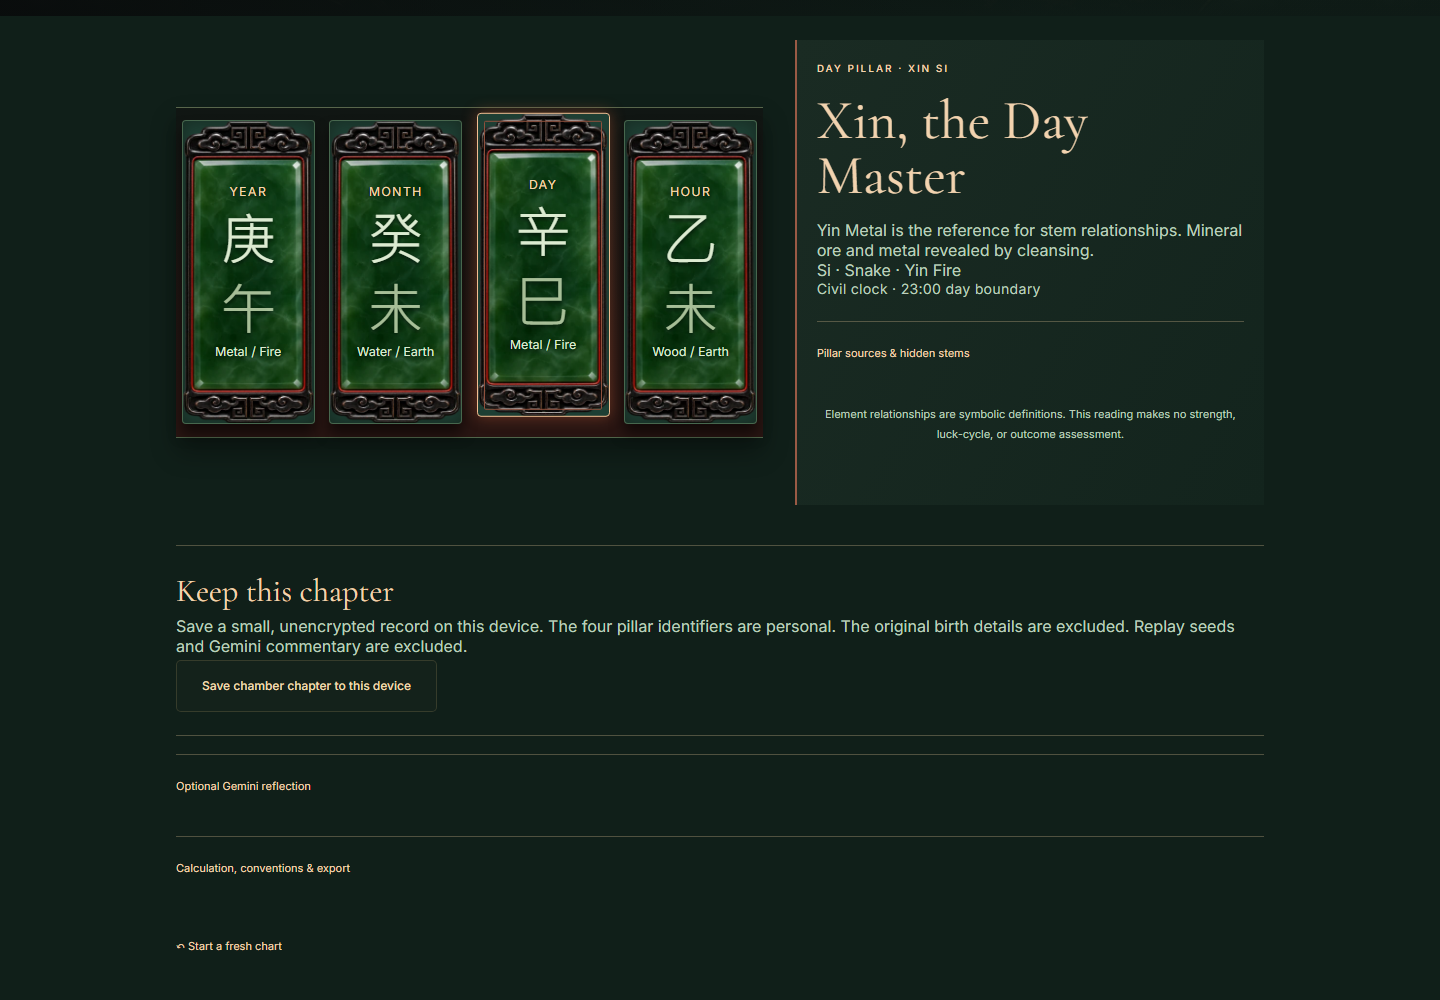 YEAR
庚
午
Metal / Fire
MONTH
癸
未
Water / Earth
DAY
辛
巳
Metal / Fire
HOUR
乙
未
Wood / Earth
DAY PILLAR · XIN SI
Xin, the Day
Master
Yin Metal is the reference for stem relationships. Mineral
ore and metal revealed by cleansing.
Si · Snake · Yin Fire
Civil clock · 23:00 day boundary
Pillar sources & hidden stems
Element relationships are symbolic definitions. This reading makes no strength,
luck-cycle, or outcome assessment.
Keep this chapter
Save a small, unencrypted record on this device. The four pillar identifiers are personal. The original birth details are excluded. Replay seeds
and Gemini commentary are excluded.
Save chamber chapter to this device
Optional Gemini reflection
Calculation, conventions & export
↶ Start a fresh chart